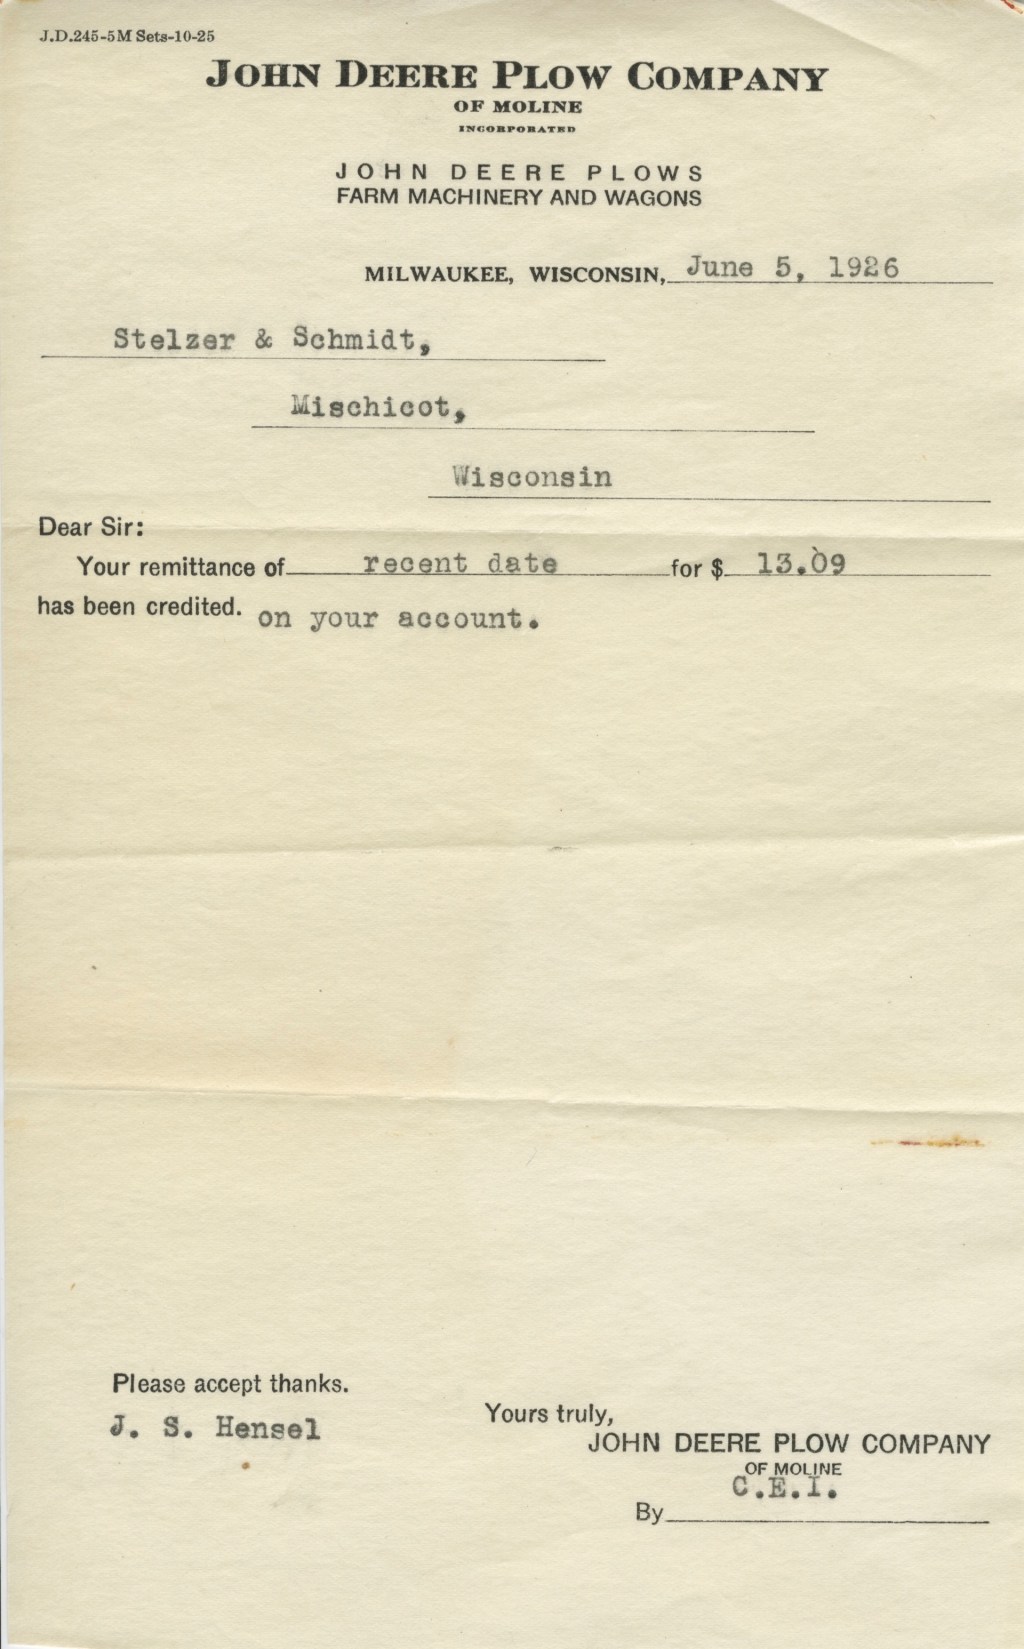 J.D.245-5M Sets-10-25
JOHN DEERE PLOW COMPANY
OF MOLINE
INCORPORATED
JOHN DEERE PLOWS
FARM MACHINERY AND WAGONS
MILWAUKEE, WISCONSIN, June 5, 1926
Stelzer & Schmidt,
Mischicot,
Wisconsin
Dear Sir:
Your remittance of recent date for $ 13.09
has been credited. on your account.
Please accept thanks.
J. S. Hensel
Yours truly,
JOHN DEERE PLOW COMPANY
OF MOLINE
C.E.I.
By